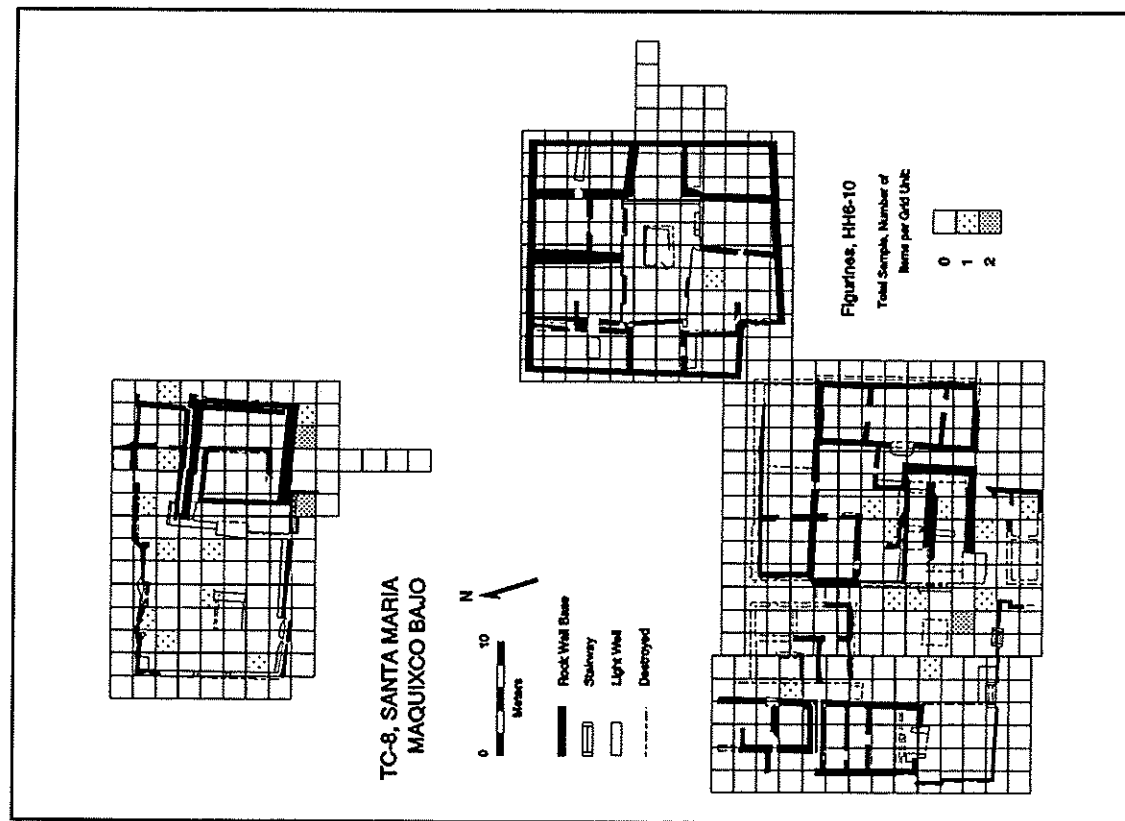 TC-8, SANTA MARIA
MAQUIXCO BAJO
N
0 10
Meters
Rock Wall Base
Stairway
Light Well
Destroyed
Figurines, HH6-10
Total Sample, Number of
Items per Grid Unit:
0
1
2